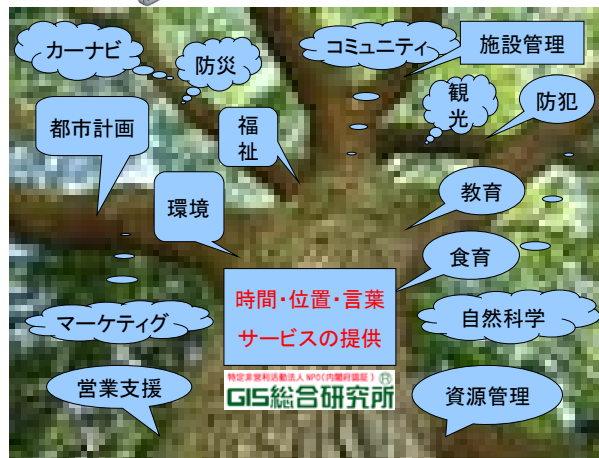 カーナビ
防災
コミュニティ
施設管理
観
光
防犯
都市計画
福
祉
教育
環境
食育
時間・位置・言葉
サービスの提供
マーケティグ
自然科学
特定非営利活動法人 NPO(内閣府認証) Ⓡ
GIS総合研究所
営業支援
資源管理